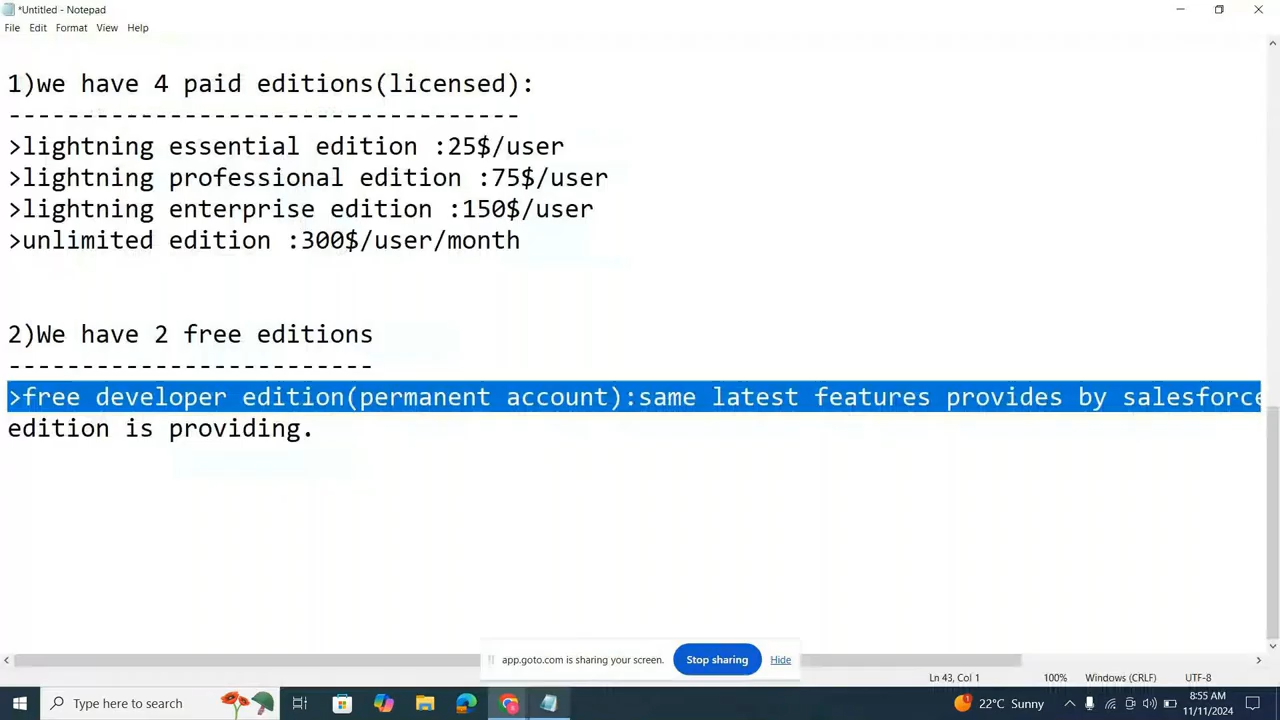 *Untitled - Notepad
File Edit Format View Help
1)we have 4 paid editions(licensed):
-----------------------------------
>lightning essential edition :25$/user
>lightning professional edition :75$/user
>lightning enterprise edition :150$/user
>unlimited edition :300$/user/month
2)We have 2 free editions
-------------------------
>free developer edition(permanent account):same latest features provides by salesforce
edition is providing.
app.goto.com is sharing your screen. Stop sharing Hide
Ln 43, Col 1 100% Windows (CRLF) UTF-8
Type here to search
22°C Sunny
8:55 AM
11/11/2024